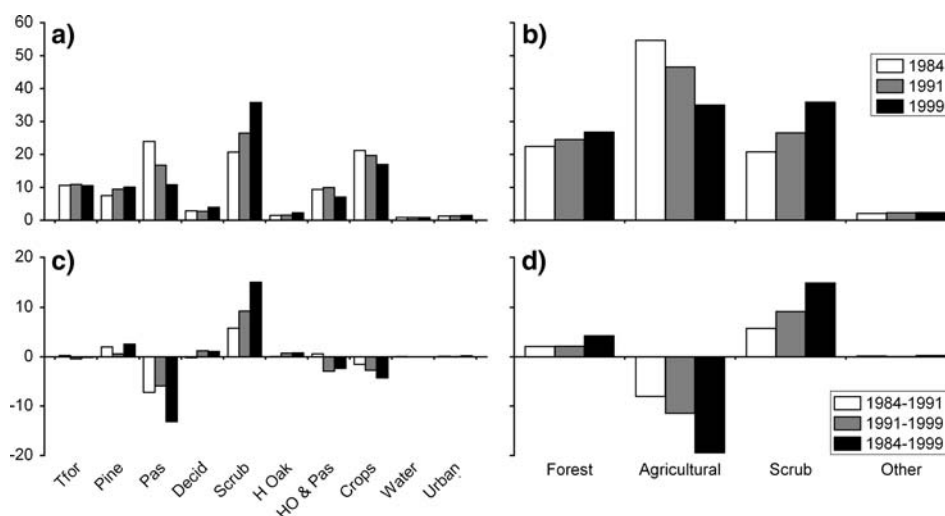 a)
60
50
40
30
20
10
0
b)
1984
1991
1999
c)
20
10
0
-10
-20
Tfor
Pine
Pas
Decid
Scrub
H Oak
HO & Pas
Crops
Water
Urban
d)
1984-1991
1991-1999
1984-1999
Forest
Agricultural
Scrub
Other